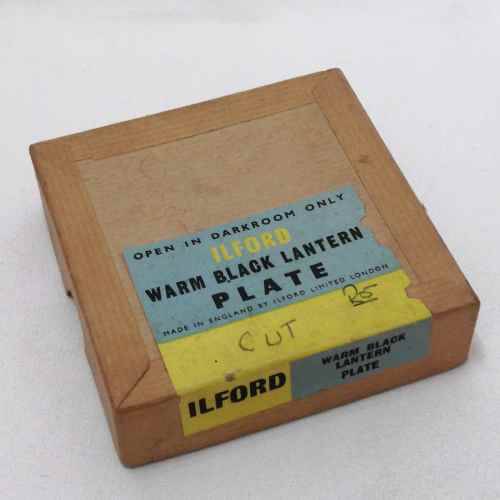 OPEN IN DARKROOM ONLY
ILFORD
WARM BLACK LANTERN
PLATE
MADE IN ENGLAND BY ILFORD LIMITED LONDON
CUT
ILFORD
WARM BLACK
LANTERN
PLATE